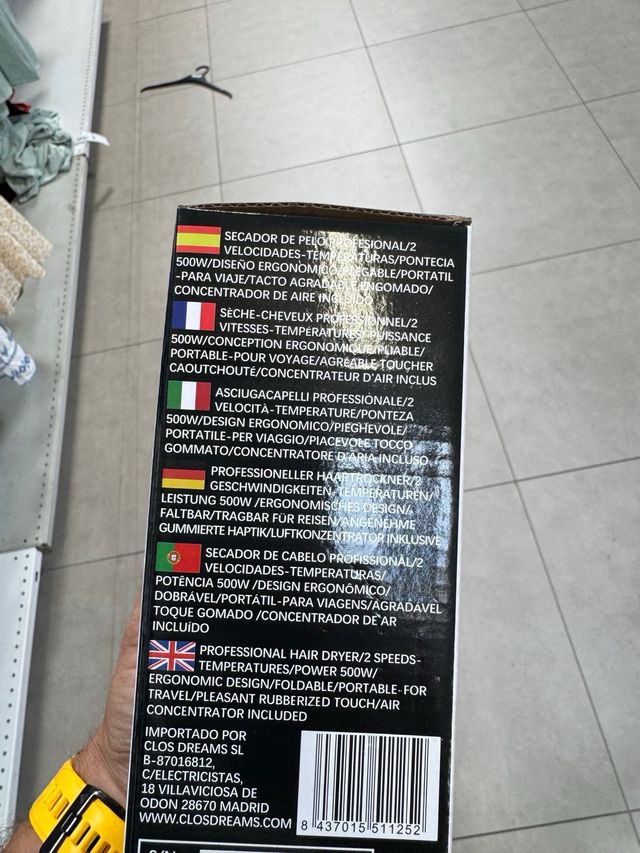 SECADOR DE PELO PROFESIONAL/2
VELOCIDADES-TEMPERATURAS/PONTECIA
500W/DISEÑO ERGONOMICO/PLEGABLE/PORTATIL
-PARA VIAJE/TACTO AGRADABLE ENGOMADO/
CONCENTRADOR DE AIRE INCLUIDO
SÈCHE-CHEVEUX PROFESSIONNEL/2
VITESSES-TEMPÉRATURES/PUISSANCE
500W/CONCEPTION ERGONOMIQUE/PLIABLE/
PORTABLE-POUR VOYAGE/AGRÉABLE TOUCHER
CAOUTCHOUTÉ/CONCENTRATEUR D'AIR INCLUS
ASCIUGACAPELLI PROFESSIONALE/2
VELOCITÀ-TEMPERATURE/PONTEZA
500W/DESIGN ERGONOMICO/PIEGHEVOLE/
PORTATILE-PER VIAGGIO/PIACEVOLE TOCCO
GOMMATO/CONCENTRATORE D'ARIA INCLUSO
PROFESSIONELLER HAARTROCKNER/2
GESCHWINDIGKEITEN-TEMPERATUREN/
LEISTUNG 500W /ERGONOMISCHES DESIGN/
FALTBAR/TRAGBAR FÜR REISEN/ANGENEHME
GUMMIERTE HAPTIK/LUFTKONZENTRATOR INKLUSIVE
SECADOR DE CABELO PROFISSIONAL/2
VELOCIDADES-TEMPERATURAS/
POTÊNCIA 500W /DESIGN ERGONÔMICO/
DOBRÁVEL/PORTÁTIL-PARA VIAGENS/AGRADÁVEL
TOQUE GOMADO /CONCENTRADOR DE AR
INCLUÍDO
PROFESSIONAL HAIR DRYER/2 SPEEDS-
TEMPERATURES/POWER 500W/
ERGONOMIC DESIGN/FOLDABLE/PORTABLE-FOR
TRAVEL/PLEASANT RUBBERIZED TOUCH/AIR
CONCENTRATOR INCLUDED
IMPORTADO POR
CLOS DREAMS SL
B-87016812,
C/ELECTRICISTAS,
18 VILLAVICIOSA DE
ODON 28670 MADRID
WWW.CLOSDREAMS.COM
8 437015 511252